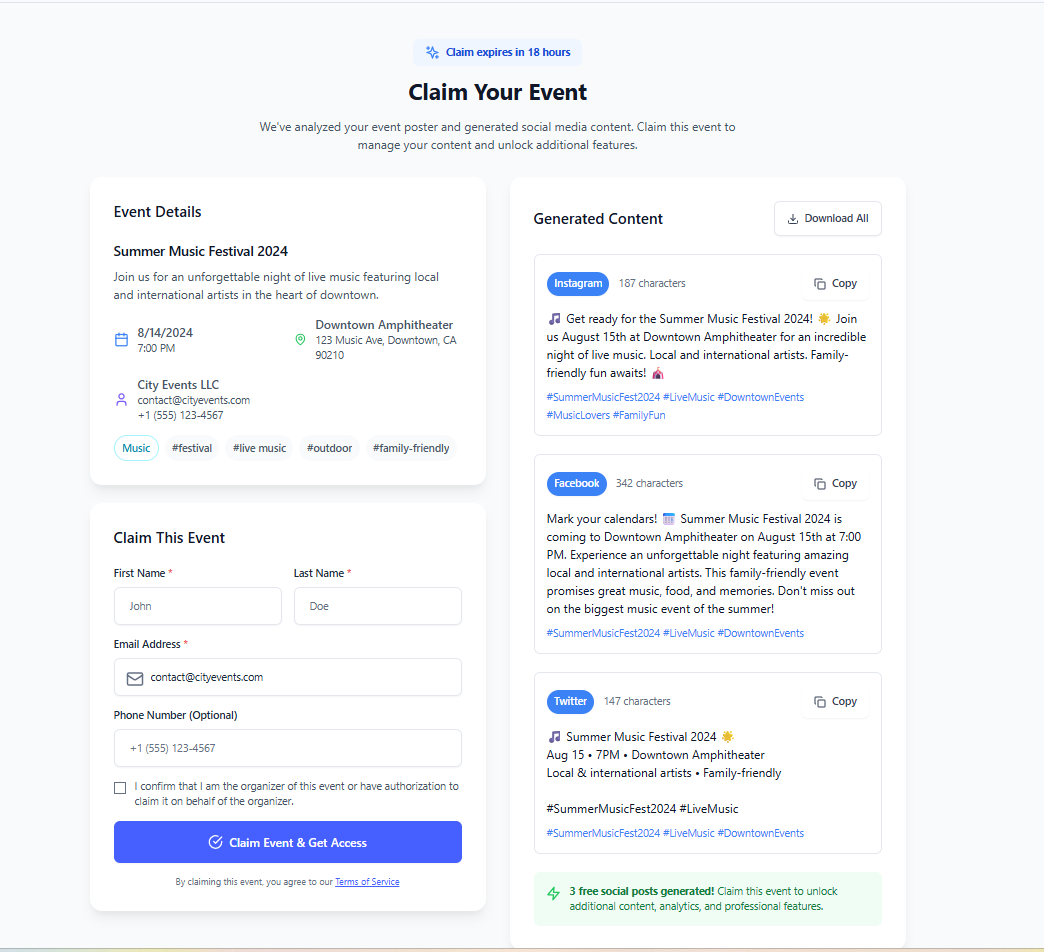 Claim expires in 18 hours
Claim Your Event
We've analyzed your event poster and generated social media content. Claim this event to
manage your content and unlock additional features.
Event Details
Summer Music Festival 2024
Join us for an unforgettable night of live music featuring local
and international artists in the heart of downtown.
8/14/2024
7:00 PM
Downtown Amphitheater
123 Music Ave, Downtown, CA
90210
City Events LLC
contact@cityevents.com
+1 (555) 123-4567
Music #festival #live music #outdoor #family-friendly
Claim This Event
First Name * Last Name *
John Doe
Email Address *
contact@cityevents.com
Phone Number (Optional)
+1 (555) 123-4567
I confirm that I am the organizer of this event or have authorization to
claim it on behalf of the organizer.
Claim Event & Get Access
By claiming this event, you agree to our Terms of Service
Generated Content
Download All
Instagram 187 characters Copy
🎵 Get ready for the Summer Music Festival 2024! 🌟 Join
us August 15th at Downtown Amphitheater for an incredible
night of live music. Local and international artists. Family-
friendly fun awaits! 🎪
#SummerMusicFest2024 #LiveMusic #DowntownEvents
#MusicLovers #FamilyFun
Facebook 342 characters Copy
Mark your calendars! 📅 Summer Music Festival 2024 is
coming to Downtown Amphitheater on August 15th at 7:00
PM. Experience an unforgettable night featuring amazing
local and international artists. This family-friendly event
promises great music, food, and memories. Don't miss out
on the biggest music event of the summer!
#SummerMusicFest2024 #LiveMusic #DowntownEvents
Twitter 147 characters Copy
🎵 Summer Music Festival 2024 🌟
Aug 15 • 7PM • Downtown Amphitheater
Local & international artists • Family-friendly
#SummerMusicFest2024 #LiveMusic
#SummerMusicFest2024 #LiveMusic #DowntownEvents
3 free social posts generated! Claim this event to unlock
additional content, analytics, and professional features.